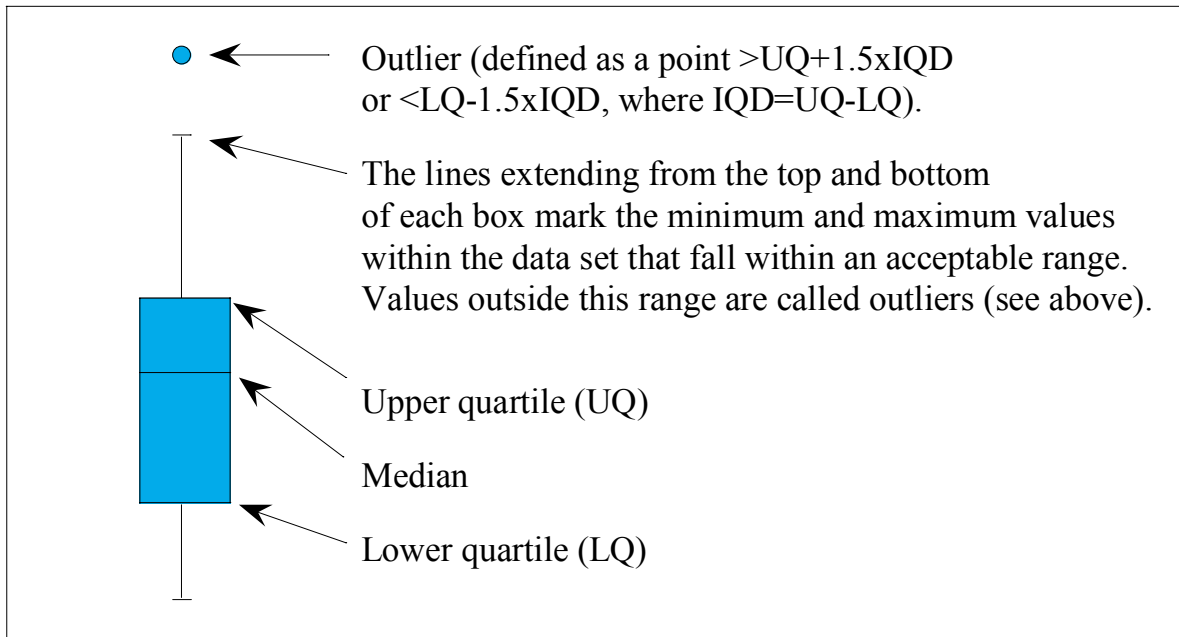 Outlier (defined as a point >UQ+1.5xIQD
or <LQ-1.5xIQD, where IQD=UQ-LQ).
The lines extending from the top and bottom
of each box mark the minimum and maximum values
within the data set that fall within an acceptable range.
Values outside this range are called outliers (see above).
Upper quartile (UQ)
Median
Lower quartile (LQ)